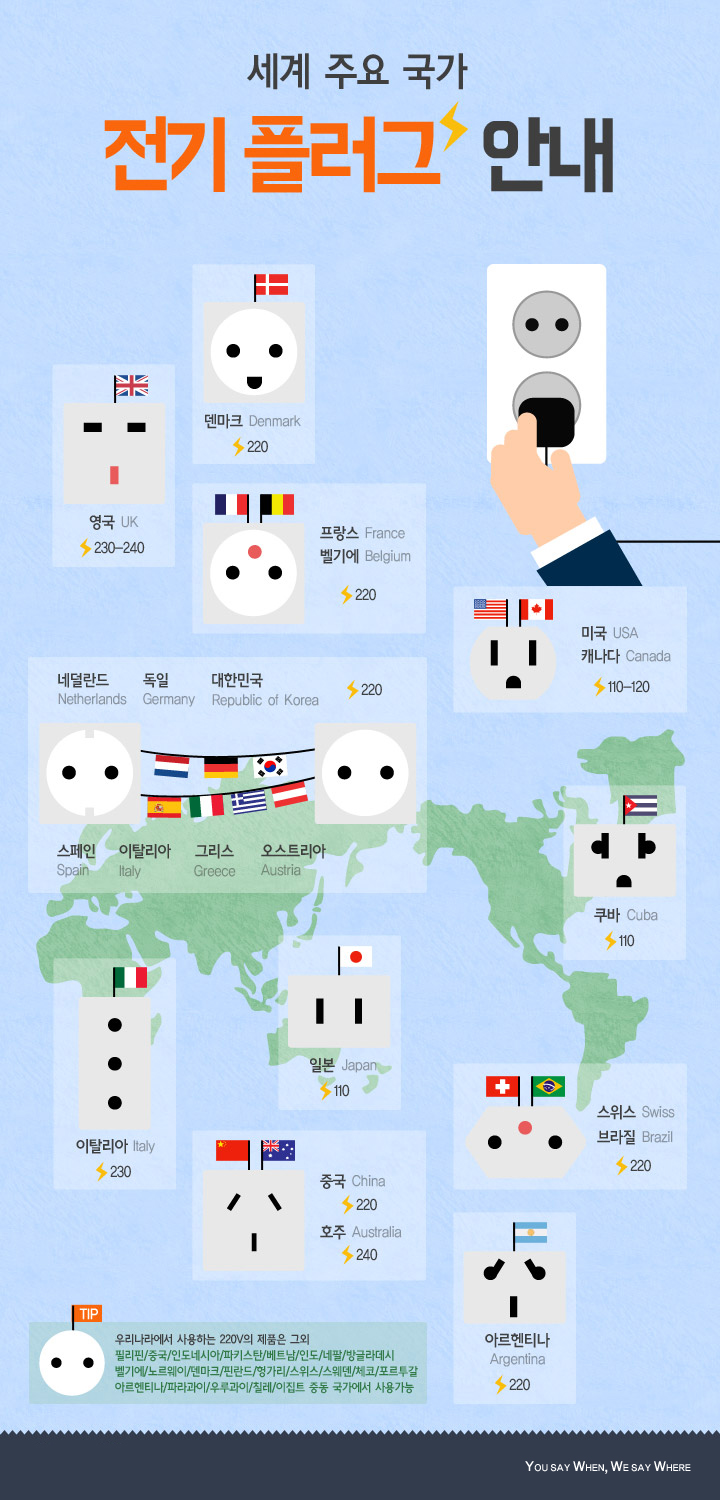 세계 주요 국가
전기 플러그 안내
덴마크 Denmark
220
영국 UK
230–240
프랑스 France
벨기에 Belgium
220
미국 USA
캐나다 Canada
110–120
네덜란드 독일 대한민국
Netherlands Germany Republic of Korea
220
스페인 이탈리아 그리스 오스트리아
Spain Italy Greece Austria
쿠바 Cuba
110
일본 Japan
110
이탈리아 Italy
230
스위스 Swiss
브라질 Brazil
220
중국 China
220
호주 Australia
240
아르헨티나
Argentina
220
TIP
우리나라에서 사용하는 220V의 제품은 그외
필리핀/중국/인도네시아/파키스탄/베트남/인도/네팔/방글라데시
벨기에/노르웨이/덴마크/핀란드/헝가리/스위스/스웨덴/체코/포르투갈
아르헨티나/파라과이/우루과이/칠레/이집트 중동 국가에서 사용가능
YOU SAY WHEN, WE SAY WHERE